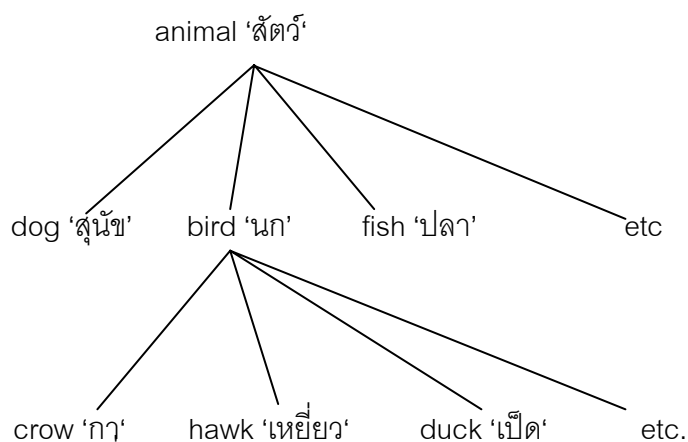 animal ‘สัตว์‘
dog ‘สุนัข’ bird ‘นก’ fish ‘ปลา’ etc
crow ‘กา‘ hawk ‘เหยี่ยว‘ duck ‘เป็ด‘ etc.